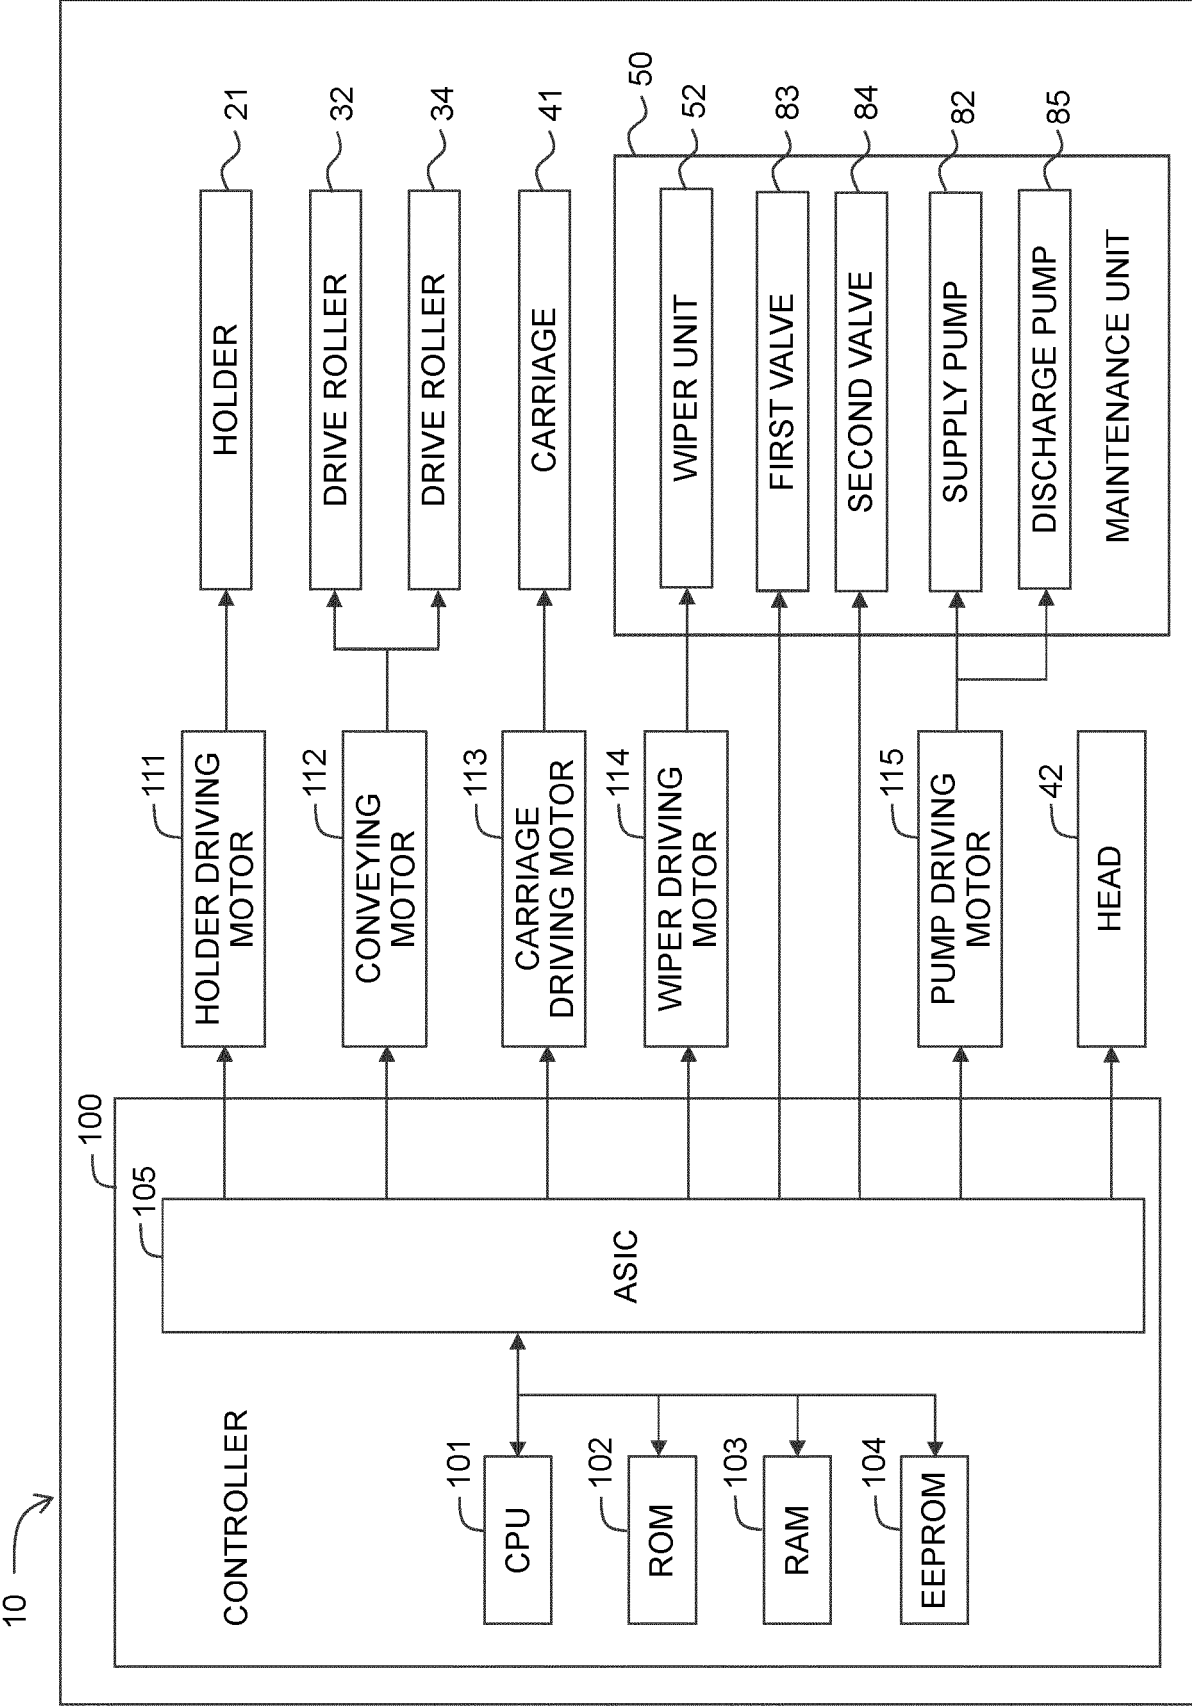 10
100
CONTROLLER
105
ASIC
101
CPU
102
ROM
103
RAM
104
EEPROM
111
HOLDER DRIVING
MOTOR
112
CONVEYING
MOTOR
113
CARRIAGE
DRIVING MOTOR
114
WIPER DRIVING
MOTOR
115
PUMP DRIVING
MOTOR
42
HEAD
HOLDER
21
DRIVE ROLLER
32
DRIVE ROLLER
34
CARRIAGE
41
50
WIPER UNIT
52
FIRST VALVE
83
SECOND VALVE
84
SUPPLY PUMP
82
DISCHARGE PUMP
85
MAINTENANCE UNIT